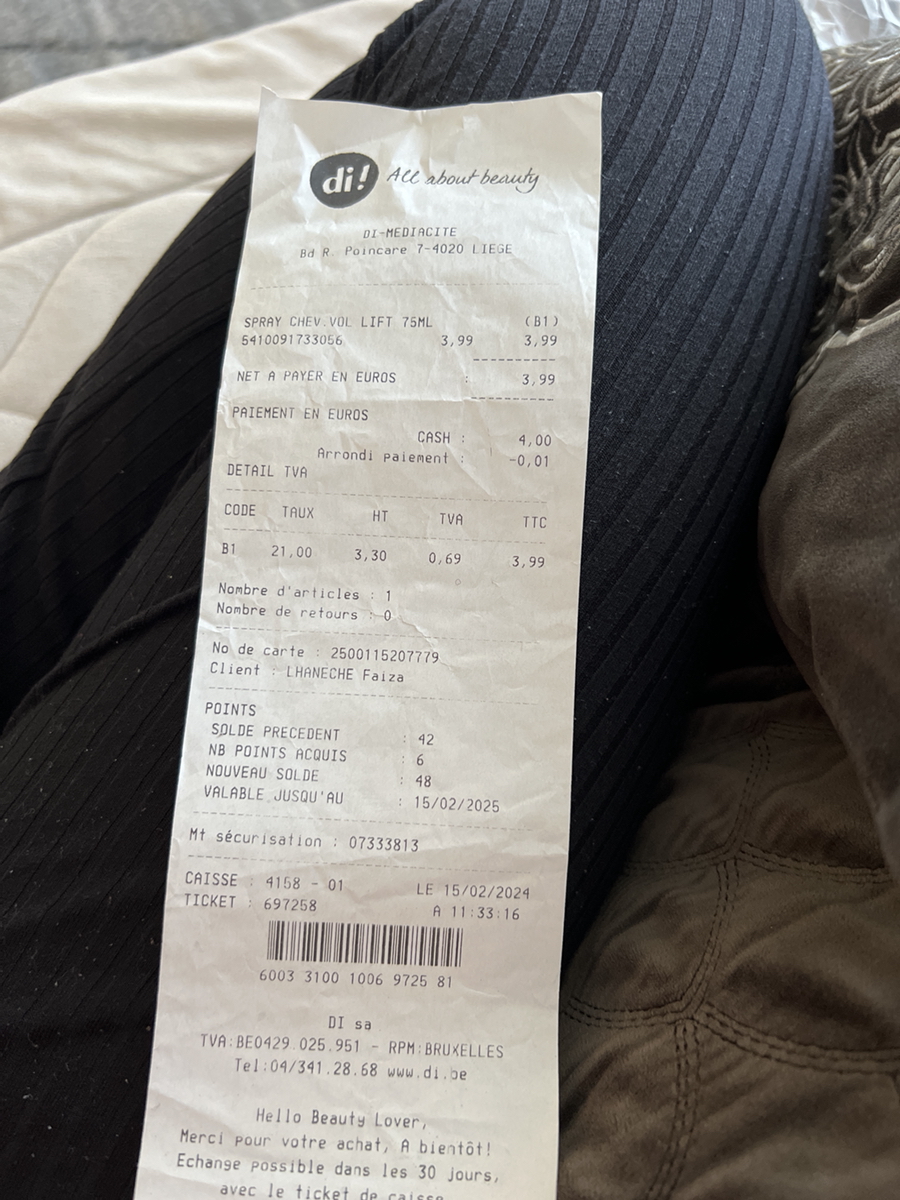 di! All about beauty
DI-MEDIACITE
Bd R. Poincare 7-4020 LIEGE
SPRAY CHEV.VOL LIFT 75ML (B1)
5410091733056 3,99 3,99
NET A PAYER EN EUROS : 3,99
PAIEMENT EN EUROS
CASH : 4,00
Arrondi paiement : -0,01
DETAIL TVA
CODE TAUX HT TVA TTC
B1 21,00 3,30 0,69 3,99
Nombre d'articles : 1
Nombre de retours : 0
No de carte : 2500115207779
Client : LHANECHE Faiza
POINTS
SOLDE PRECEDENT : 42
NB POINTS ACQUIS : 6
NOUVEAU SOLDE : 48
VALABLE JUSQU'AU : 15/02/2025
Mt sécurisation : 07333813
CAISSE : 4158 - 01 LE 15/02/2024
TICKET : 697258 A 11:33:16
6003 3100 1006 9725 81
DI sa
TVA:BE0429.025.951 - RPM:BRUXELLES
Tel:04/341.28.68 www.di.be
Hello Beauty Lover,
Merci pour votre achat, A bientôt!
Echange possible dans les 30 jours,
avec le ticket de caisse